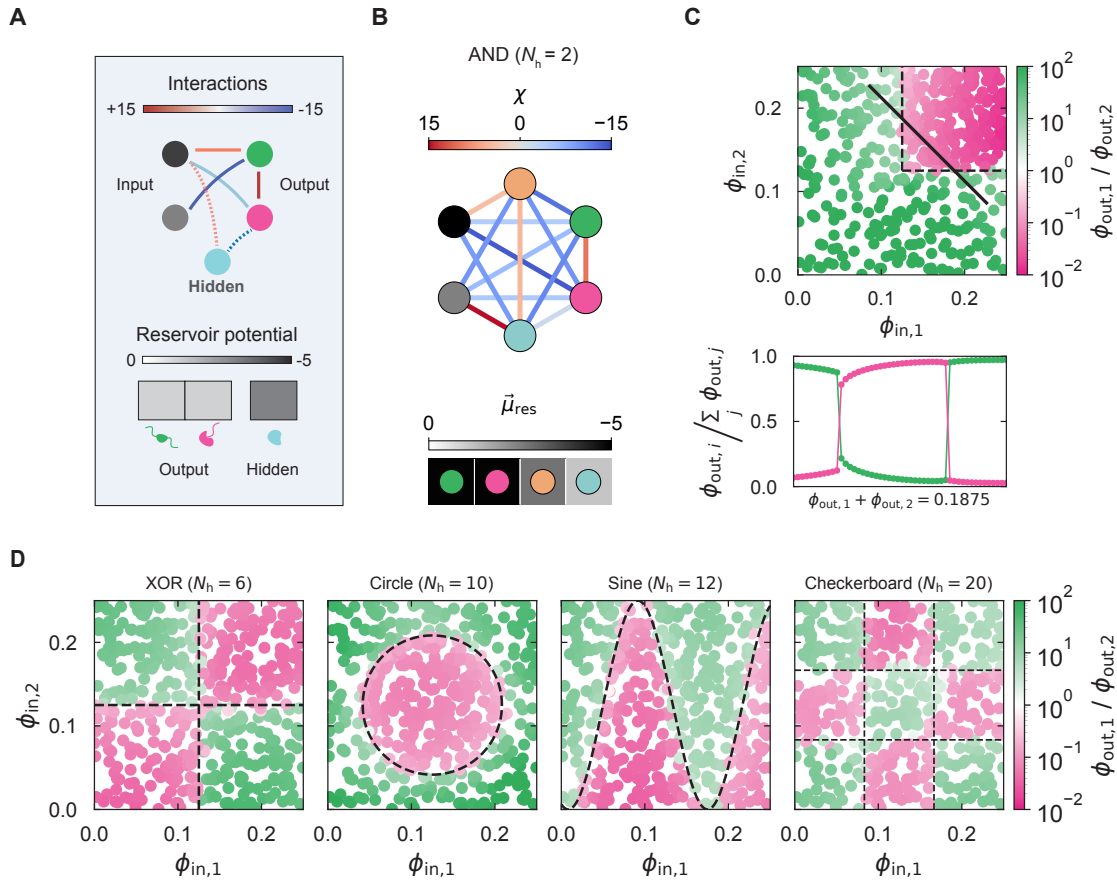 A
Interactions
+15
-15
Input
Output
Hidden
Reservoir potential
0
-5
Output
Hidden
B
AND (N_h = 2)
χ
15
0
−15
μ⃗_res
0
−5
C
ϕ_in,2
0.2
0.1
0.0
0.0
0.1
0.2
ϕ_in,1
10^2
10^1
10^0
10^−1
10^−2
ϕ_out,1 / ϕ_out,2
ϕ_out,i / Σ_j ϕ_out,j
1.0
0.5
0.0
ϕ_out,1 + ϕ_out,2 = 0.1875
D
XOR (N_h = 6)
Circle (N_h = 10)
Sine (N_h = 12)
Checkerboard (N_h = 20)
ϕ_in,2
0.2
0.1
0.0
0.0 0.1 0.2
0.0 0.1 0.2
0.0 0.1 0.2
0.0 0.1 0.2
ϕ_in,1
ϕ_in,1
ϕ_in,1
ϕ_in,1
10^2
10^1
10^0
10^−1
10^−2
ϕ_out,1 / ϕ_out,2